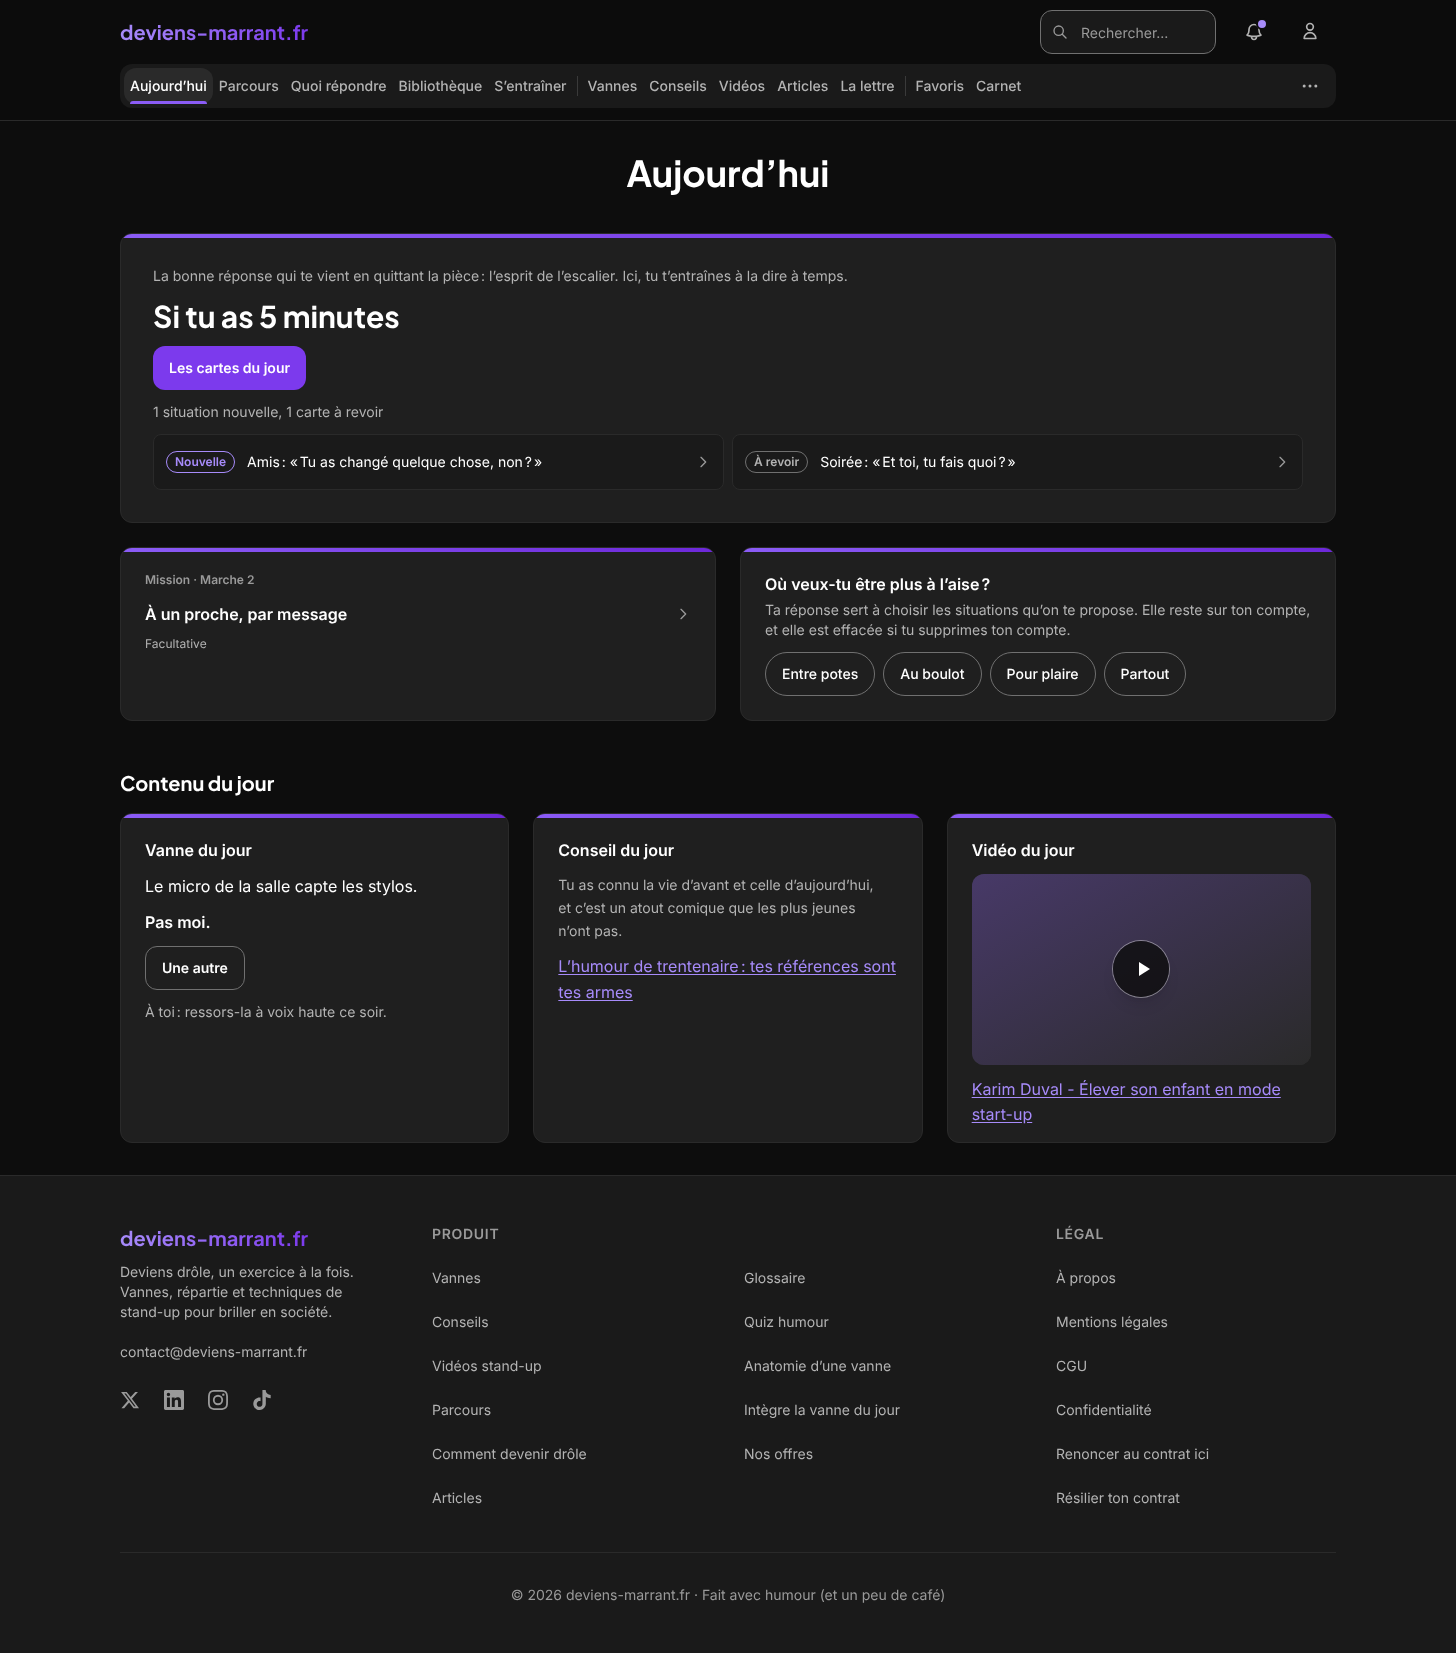 deviens-marrant.fr
Rechercher...
Aujourd’hui Parcours Quoi répondre Bibliothèque S’entraîner Vannes Conseils Vidéos Articles La lettre Favoris Carnet
Aujourd’hui
La bonne réponse qui te vient en quittant la pièce : l’esprit de l’escalier. Ici, tu t’entraînes à la dire à temps.
Si tu as 5 minutes
Les cartes du jour
1 situation nouvelle, 1 carte à revoir
Nouvelle Amis : « Tu as changé quelque chose, non ? »
À revoir Soirée : « Et toi, tu fais quoi ? »
Mission · Marche 2
À un proche, par message
Facultative
Où veux-tu être plus à l’aise ?
Ta réponse sert à choisir les situations qu’on te propose. Elle reste sur ton compte,
et elle est effacée si tu supprimes ton compte.
Entre potes Au boulot Pour plaire Partout
Contenu du jour
Vanne du jour
Le micro de la salle capte les stylos.
Pas moi.
Une autre
À toi : ressors-la à voix haute ce soir.
Conseil du jour
Tu as connu la vie d’avant et celle d’aujourd’hui,
et c’est un atout comique que les plus jeunes
n’ont pas.
L’humour de trentenaire : tes références sont
tes armes
Vidéo du jour
Karim Duval - Élever son enfant en mode
start-up
deviens-marrant.fr
Deviens drôle, un exercice à la fois.
Vannes, répartie et techniques de
stand-up pour briller en société.
contact@deviens-marrant.fr
PRODUIT
Vannes
Conseils
Vidéos stand-up
Parcours
Comment devenir drôle
Articles
Glossaire
Quiz humour
Anatomie d’une vanne
Intègre la vanne du jour
Nos offres
LÉGAL
À propos
Mentions légales
CGU
Confidentialité
Renoncer au contrat ici
Résilier ton contrat
© 2026 deviens-marrant.fr · Fait avec humour (et un peu de café)